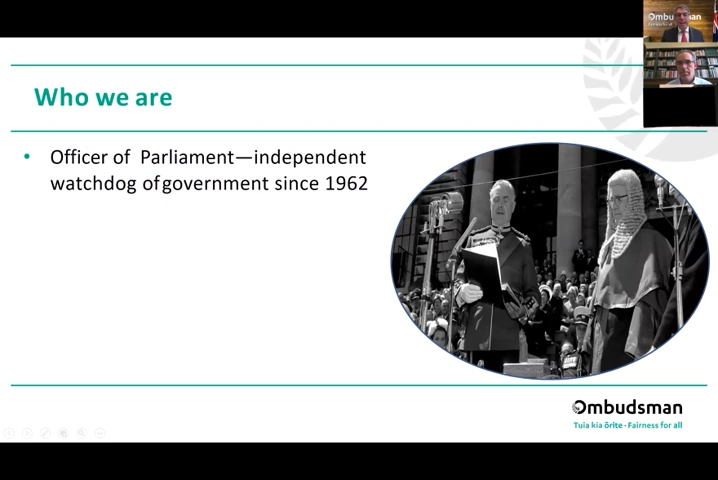 Ombudsman
Who we are
• Officer of Parliament—independent
watchdog of government since 1962
Ombudsman
Tuia kia ōrite · Fairness for all